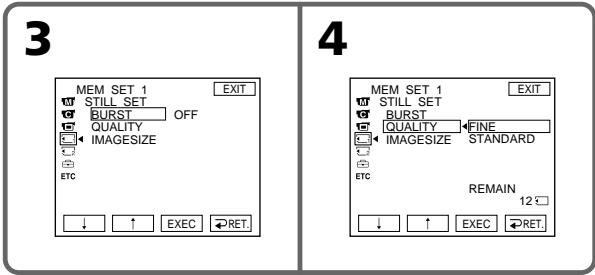 3
MEM SET 1 EXIT
STILL SET
BURST OFF
QUALITY
IMAGESIZE
ETC
↓ ↑ EXEC RET.
4
MEM SET 1 EXIT
STILL SET
BURST
QUALITY FINE
IMAGESIZE STANDARD
ETC
REMAIN
12
↓ ↑ EXEC RET.